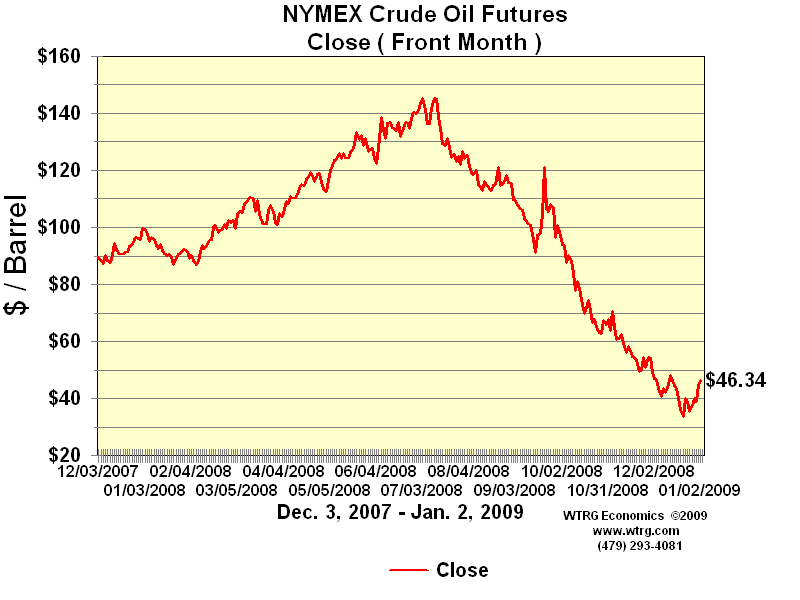 NYMEX Crude Oil Futures
Close ( Front Month )
$160
$140
$120
$100
$80
$60
$40
$20
$ / Barrel
$46.34
12/03/2007 02/04/2008 04/04/2008 06/04/2008 08/04/2008 10/02/2008 12/02/2008
01/03/2008 03/05/2008 05/05/2008 07/03/2008 09/03/2008 10/31/2008 01/02/2009
Dec. 3, 2007 - Jan. 2, 2009
WTRG Economics ©2009
www.wtrg.com
(479) 293-4081
Close